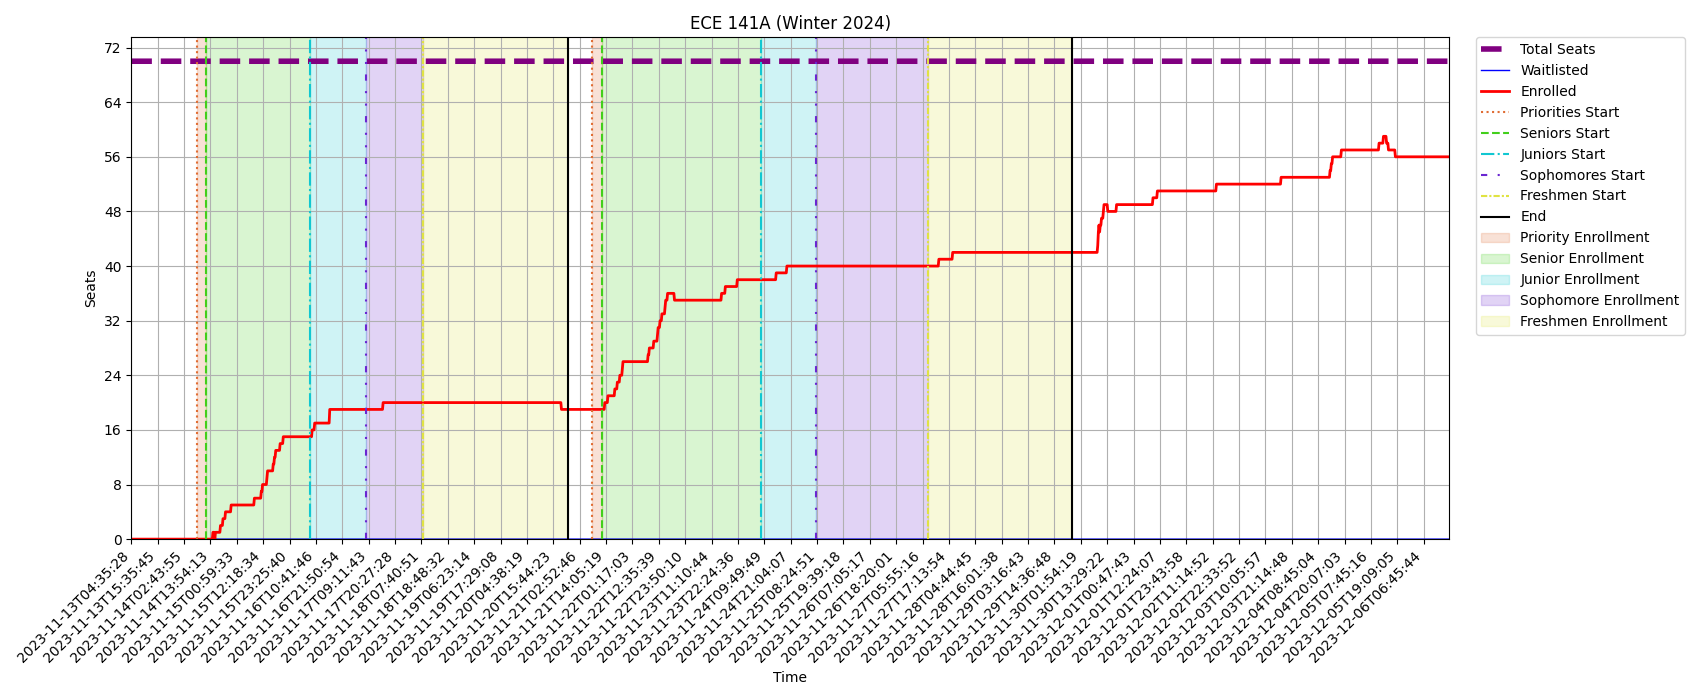 ECE 141A (Winter 2024)
72
64
56
48
40
32
24
16
8
0
Seats
2023-11-13T04:35:28
2023-11-13T15:35:45
2023-11-14T02:43:55
2023-11-14T13:54:13
2023-11-15T00:59:33
2023-11-15T12:18:34
2023-11-15T23:25:40
2023-11-16T10:41:46
2023-11-16T21:50:54
2023-11-17T09:11:43
2023-11-17T20:27:28
2023-11-18T07:40:51
2023-11-18T18:48:32
2023-11-19T06:23:14
2023-11-19T17:29:08
2023-11-20T04:38:19
2023-11-20T15:44:23
2023-11-21T02:52:46
2023-11-21T14:05:19
2023-11-22T01:17:03
2023-11-22T12:35:39
2023-11-22T23:50:10
2023-11-23T11:10:44
2023-11-23T22:24:36
2023-11-24T09:49:49
2023-11-24T21:04:07
2023-11-25T08:24:51
2023-11-25T19:39:18
2023-11-26T07:05:17
2023-11-26T18:20:01
2023-11-27T05:55:16
2023-11-27T17:13:54
2023-11-28T04:44:45
2023-11-28T16:01:38
2023-11-29T03:16:43
2023-11-29T14:36:48
2023-11-30T01:54:19
2023-11-30T13:29:22
2023-12-01T00:47:43
2023-12-01T12:24:07
2023-12-01T23:43:58
2023-12-02T11:14:52
2023-12-02T22:33:52
2023-12-03T10:05:57
2023-12-03T21:14:48
2023-12-04T08:45:04
2023-12-04T20:07:03
2023-12-05T07:45:16
2023-12-05T19:09:05
2023-12-06T06:45:44
Time
Total Seats
Waitlisted
Enrolled
Priorities Start
Seniors Start
Juniors Start
Sophomores Start
Freshmen Start
End
Priority Enrollment
Senior Enrollment
Junior Enrollment
Sophomore Enrollment
Freshmen Enrollment